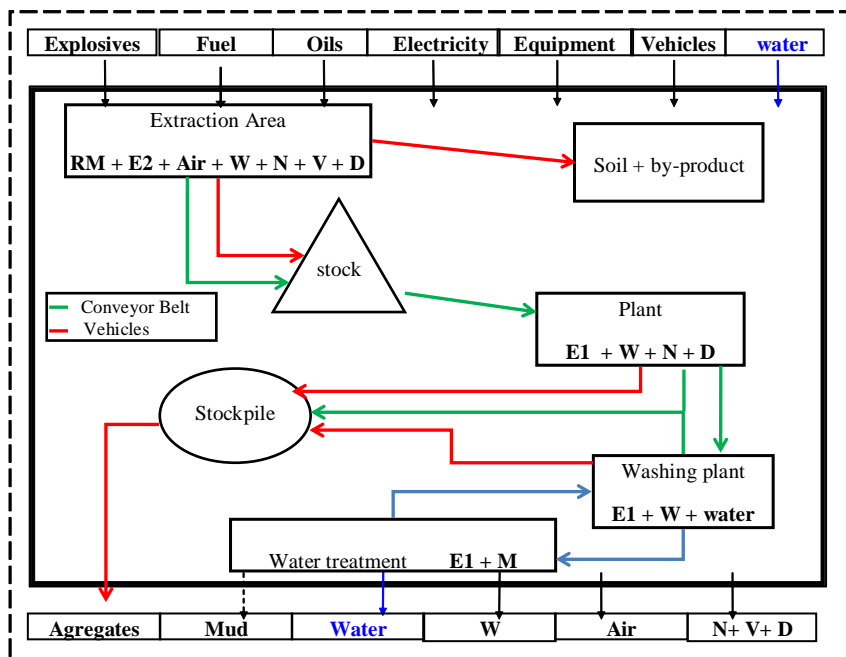 Explosives Fuel Oils Electricity Equipment Vehicles water
Extraction Area
RM + E2 + Air + W + N + V + D
Soil + by-product
stock
Conveyor Belt
Vehicles
Plant
E1 + W + N + D
Stockpile
Washing plant
E1 + W + water
Water treatment E1 + M
Agregates Mud Water W Air N+ V+ D